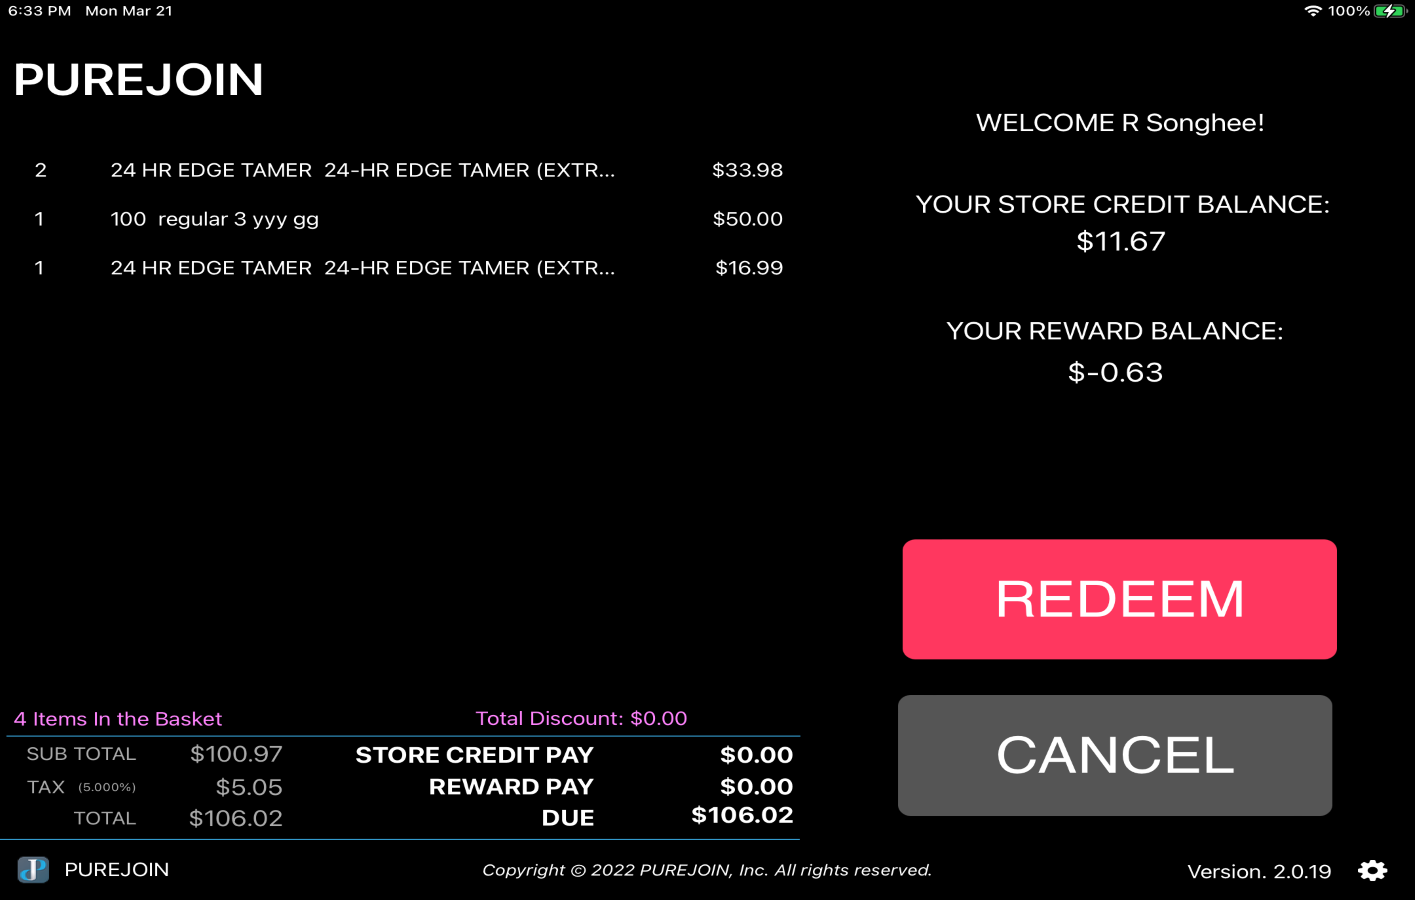 6:33 PM Mon Mar 21
100%
PUREJOIN
2 24 HR EDGE TAMER 24-HR EDGE TAMER (EXTR... $33.98
1 100 regular 3 yyy gg $50.00
1 24 HR EDGE TAMER 24-HR EDGE TAMER (EXTR... $16.99
WELCOME R Songhee!
YOUR STORE CREDIT BALANCE:
$11.67
YOUR REWARD BALANCE:
$-0.63
REDEEM
CANCEL
4 Items In the Basket Total Discount: $0.00
SUB TOTAL $100.97 STORE CREDIT PAY $0.00
TAX (5.000%) $5.05 REWARD PAY $0.00
TOTAL $106.02 DUE $106.02
PUREJOIN Copyright © 2022 PUREJOIN, Inc. All rights reserved. Version. 2.0.19